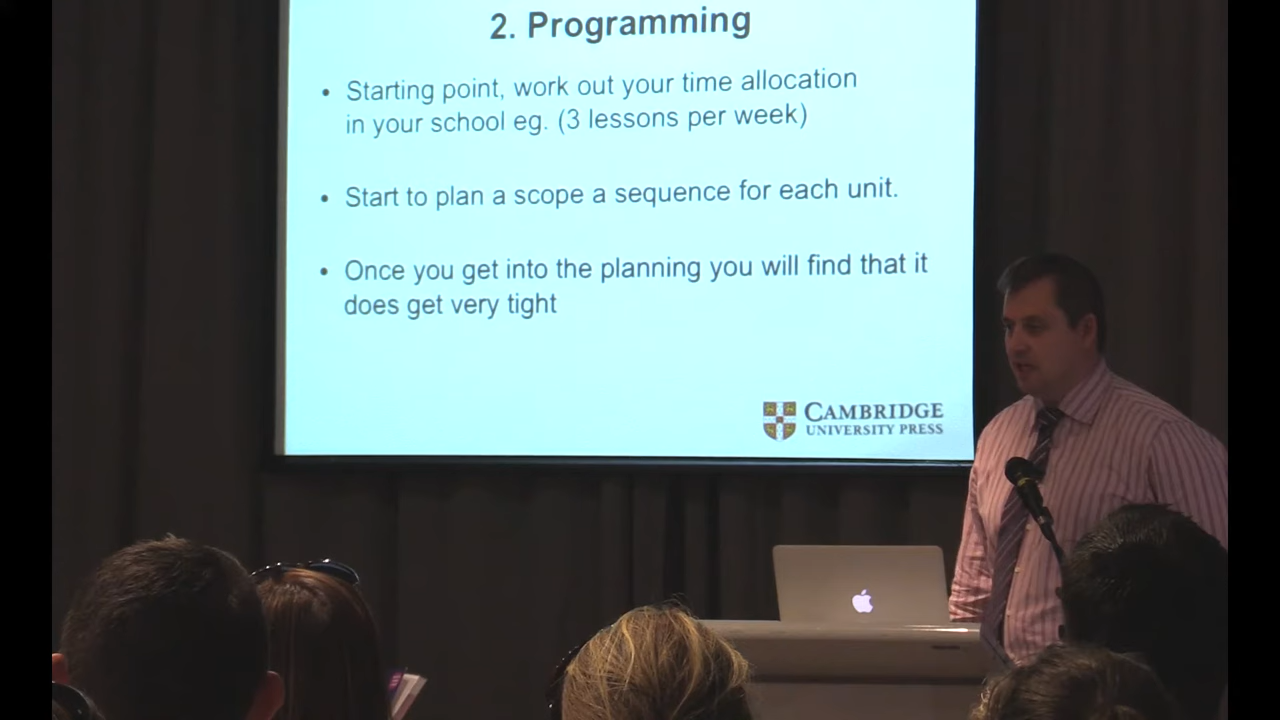 2. Programming
• Starting point, work out your time allocation
in your school eg. (3 lessons per week)
• Start to plan a scope a sequence for each unit.
• Once you get into the planning you will find that it
does get very tight
CAMBRIDGE
UNIVERSITY PRESS